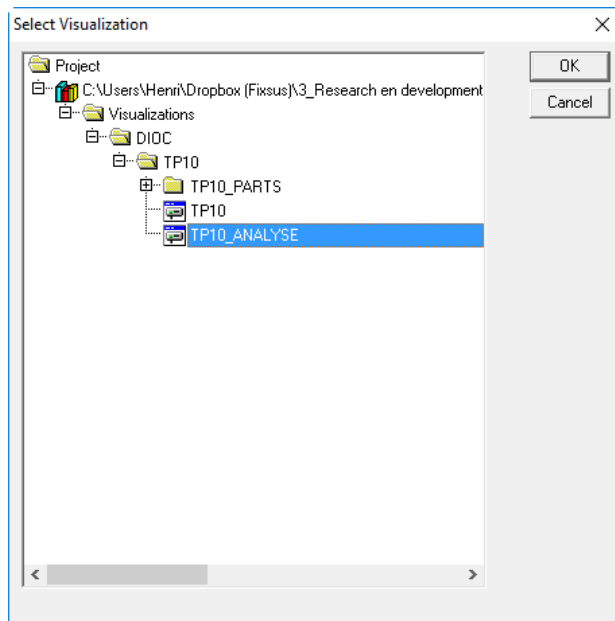 Select Visualization
Project
OK
C:\Users\Henri\Dropbox (Fixsus)\3_Research en development
Cancel
Visualizations
DIOC
TP10
TP10_PARTS
TP10
TP10_ANALYSE